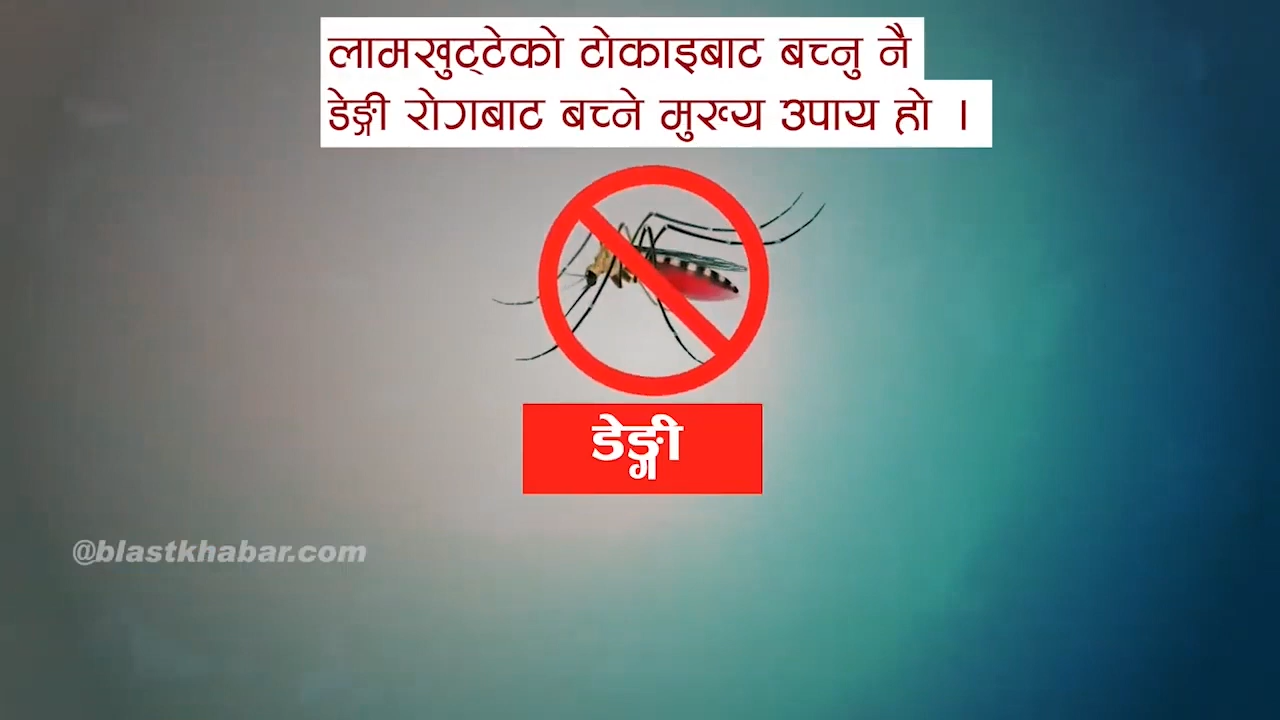 लामखुट्टेको टोकाइबाट बच्नु नै
डेङ्गी रोगबाट बच्ने मुख्य उपाय हो ।
डेङ्गी
@blastkhabar.com